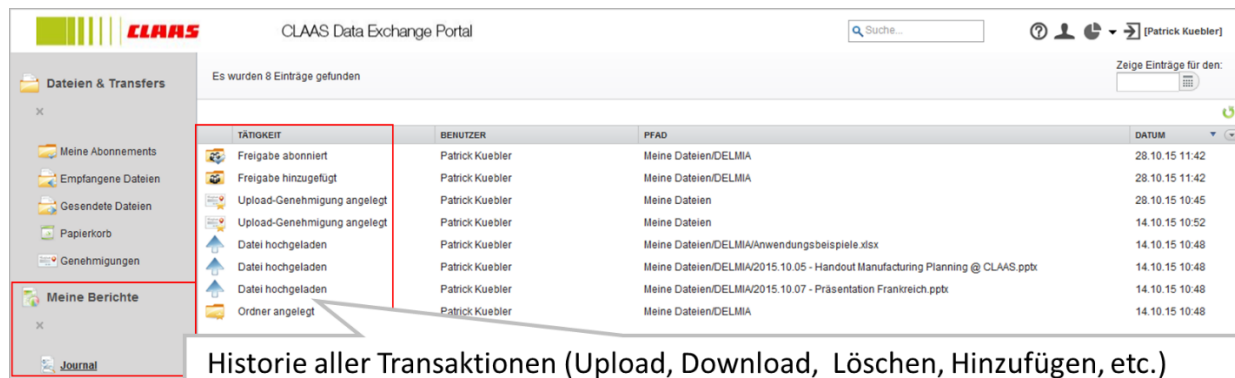 CLAAS
CLAAS Data Exchange Portal
Suche...
[Patrick Kuebler]
Dateien & Transfers
Es wurden 8 Einträge gefunden
Zeige Einträge für den:
TÄTIGKEIT BENUTZER PFAD DATUM
Meine Abonnements
Empfangene Dateien
Gesendete Dateien
Papierkorb
Genehmigungen
Meine Berichte
Journal
Freigabe abonniert Patrick Kuebler Meine Dateien/DELMIA 28.10.15 11:42
Freigabe hinzugefügt Patrick Kuebler Meine Dateien/DELMIA 28.10.15 11:42
Upload-Genehmigung angelegt Patrick Kuebler Meine Dateien 28.10.15 10:45
Upload-Genehmigung angelegt Patrick Kuebler Meine Dateien 14.10.15 10:52
Datei hochgeladen Patrick Kuebler Meine Dateien/DELMIA/Anwendungsbeispiele.xlsx 14.10.15 10:48
Datei hochgeladen Patrick Kuebler Meine Dateien/DELMIA/2015.10.05 - Handout Manufacturing Planning @ CLAAS.pptx 14.10.15 10:48
Datei hochgeladen Patrick Kuebler Meine Dateien/DELMIA/2015.10.07 - Präsentation Frankreich.pptx 14.10.15 10:48
Ordner angelegt Patrick Kuebler Meine Dateien/DELMIA 14.10.15 10:48
Historie aller Transaktionen (Upload, Download, Löschen, Hinzufügen, etc.)